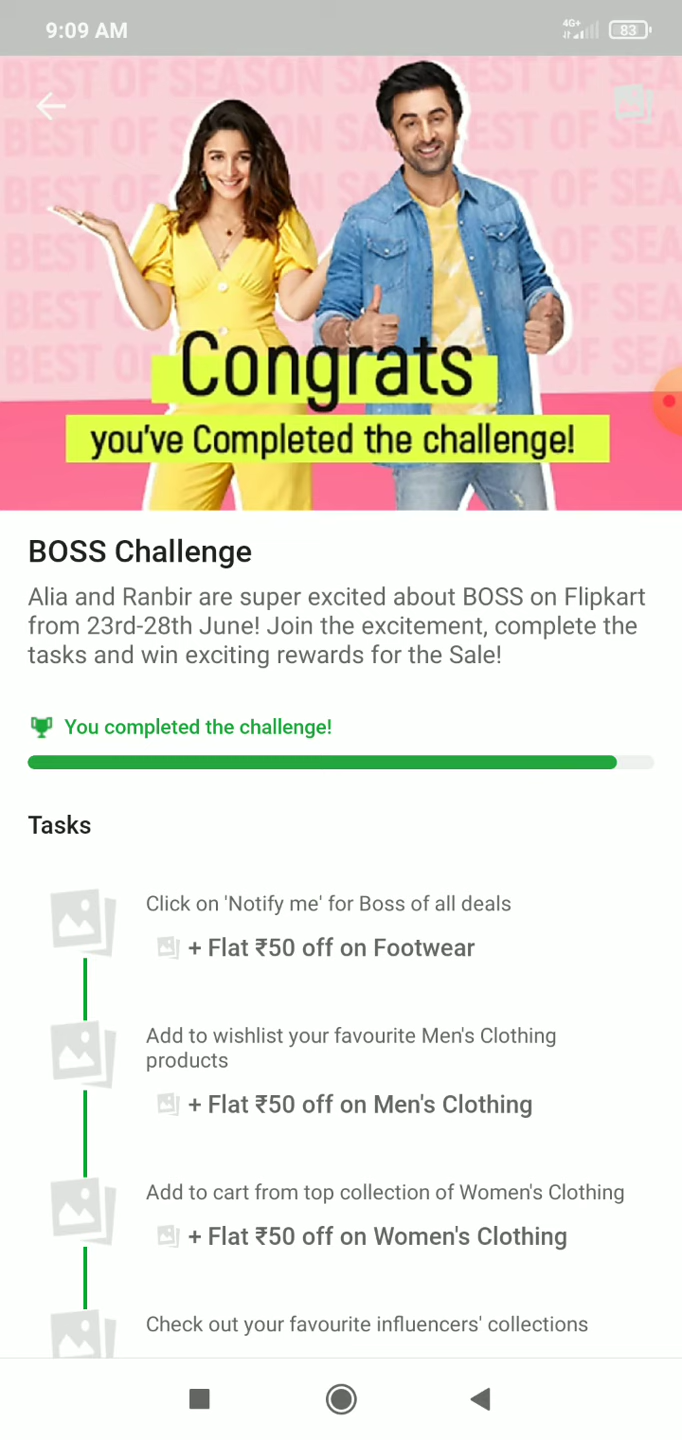 9:09 AM
4G+
83
BEST OF SEASON SA
BEST OF SEA
Congrats
you've Completed the challenge!
BOSS Challenge
Alia and Ranbir are super excited about BOSS on Flipkart
from 23rd-28th June! Join the excitement, complete the
tasks and win exciting rewards for the Sale!
You completed the challenge!
Tasks
Click on 'Notify me' for Boss of all deals
+ Flat ₹50 off on Footwear
Add to wishlist your favourite Men's Clothing
products
+ Flat ₹50 off on Men's Clothing
Add to cart from top collection of Women's Clothing
+ Flat ₹50 off on Women's Clothing
Check out your favourite influencers' collections